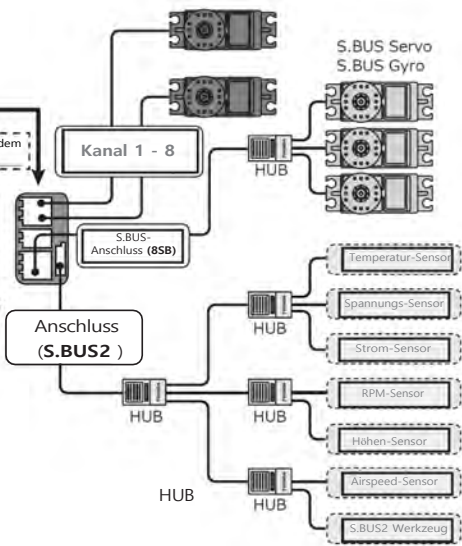 S.BUS Servo
S.BUS Gyro
dem
Kanal 1 - 8
HUB
S.BUS-
Anschluss (8SB)
Temperatur-Sensor
Spannungs-Sensor
HUB
Strom-Sensor
Anschluss
(S.BUS2 )
RPM-Sensor
HUB
HUB
Höhen-Sensor
Airspeed-Sensor
HUB
HUB
S.BUS2 Werkzeug